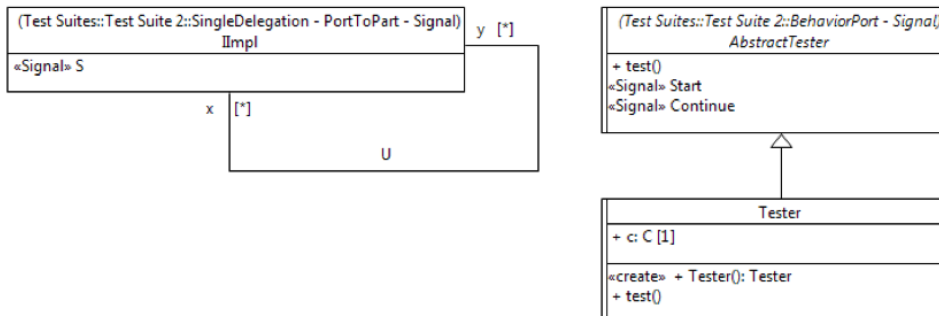 (Test Suites::Test Suite 2::SingleDelegation - PortToPart - Signal)
IImpl
«Signal» S
y [*]
x [*]
U
(Test Suites::Test Suite 2::BehaviorPort - Signal)
AbstractTester
+ test()
«Signal» Start
«Signal» Continue
Tester
+ c: C [1]
«create» + Tester(): Tester
+ test()